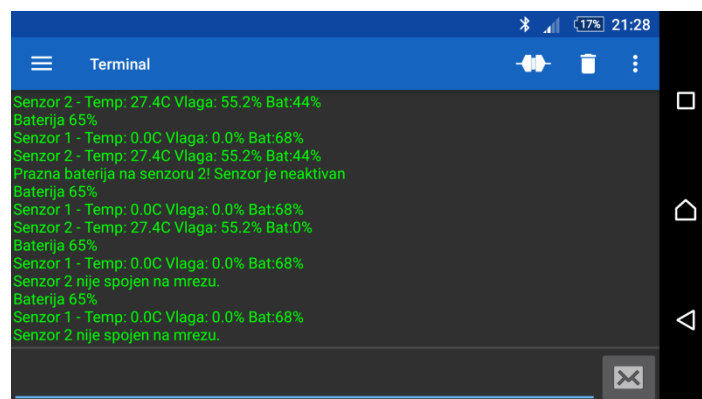 17% 21:28
Terminal
Senzor 2 - Temp: 27.4C Vlaga: 55.2% Bat:44%
Baterija 65%
Senzor 1 - Temp: 0.0C Vlaga: 0.0% Bat:68%
Senzor 2 - Temp: 27.4C Vlaga: 55.2% Bat:44%
Prazna baterija na senzoru 2! Senzor je neaktivan
Baterija 65%
Senzor 1 - Temp: 0.0C Vlaga: 0.0% Bat:68%
Senzor 2 - Temp: 27.4C Vlaga: 55.2% Bat:0%
Baterija 65%
Senzor 1 - Temp: 0.0C Vlaga: 0.0% Bat:68%
Senzor 2 nije spojen na mrezu.
Baterija 65%
Senzor 1 - Temp: 0.0C Vlaga: 0.0% Bat:68%
Senzor 2 nije spojen na mrezu.